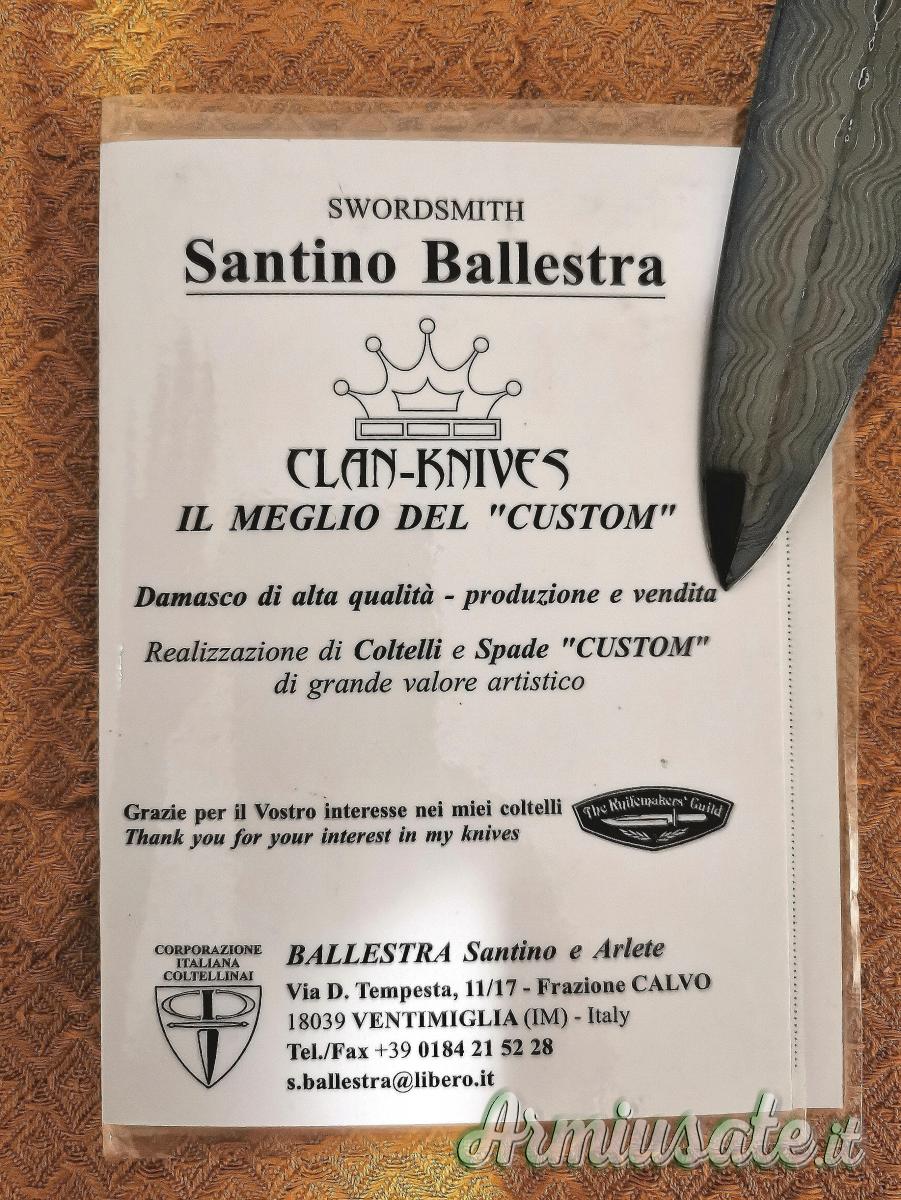 SWORDSMITH
Santino Ballestra
CLAN-KNIVES
IL MEGLIO DEL "CUSTOM"
Damasco di alta qualità - produzione e vendita
Realizzazione di Coltelli e Spade "CUSTOM"
di grande valore artistico
Grazie per il Vostro interesse nei miei coltelli
Thank you for your interest in my knives
The Knifemakers' Guild
CORPORAZIONE
ITALIANA
COLTELLINAI
BALLESTRA Santino e Arlete
Via D. Tempesta, 11/17 - Frazione CALVO
18039 VENTIMIGLIA (IM) - Italy
Tel./Fax +39 0184 21 52 28
s.ballestra@libero.it
Armiusate.it